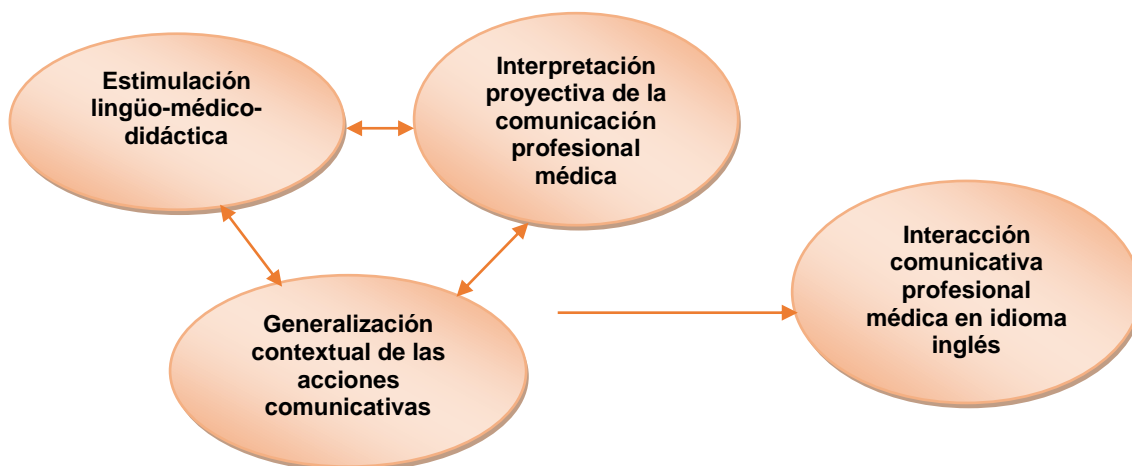 Estimulación
lingüo-médico-
didáctica
Interpretación
proyectiva de la
comunicación
profesional
médica
Generalización
contextual de las
acciones
comunicativas
Interacción
comunicativa
profesional
médica en idioma
inglés